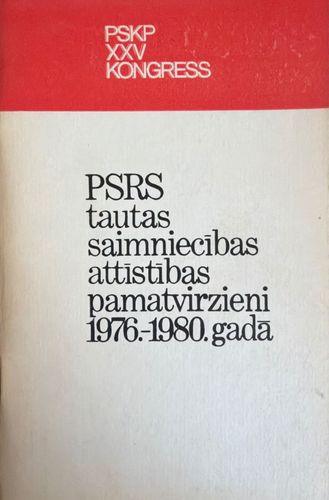 PSKP
XXV
KONGRESS
PSRS
tautas
saimniecības
attīstības
pamatvirzieni
1976.-1980. gadā